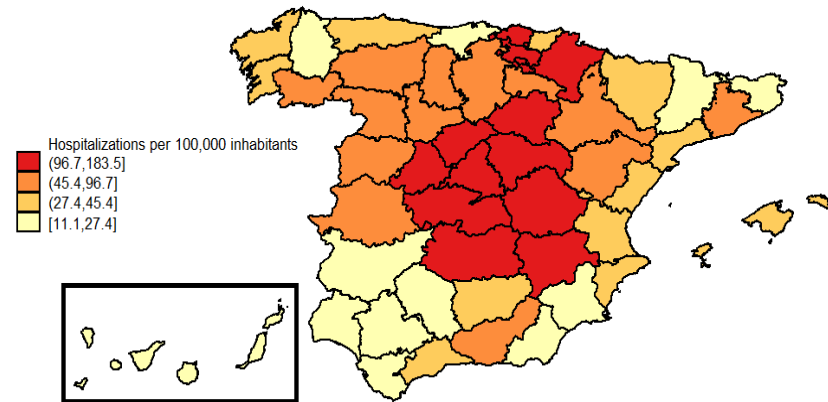 Hospitalizations per 100,000 inhabitants
(96.7,183.5]
(45.4,96.7]
(27.4,45.4]
[11.1,27.4]